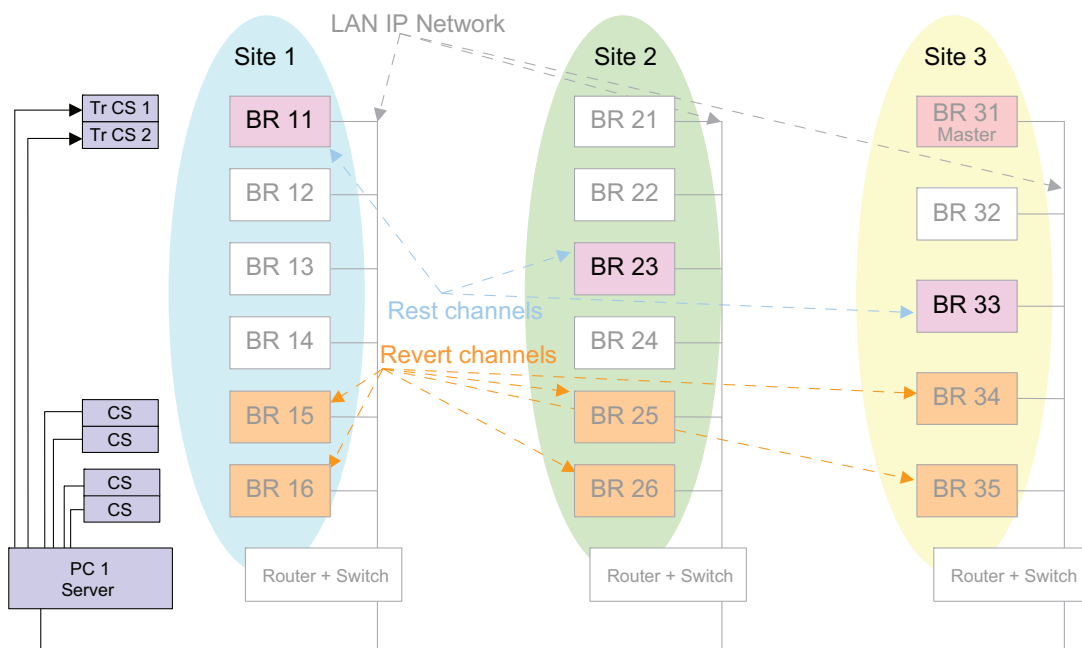 LAN IP Network
Site 1
Site 2
Site 3
Tr CS 1
Tr CS 2
BR 11
BR 21
BR 31
Master
BR 12
BR 22
BR 32
BR 13
BR 23
BR 33
Rest channels
BR 14
BR 24
Revert channels
BR 34
CS
CS
BR 15
BR 25
CS
CS
BR 16
BR 26
BR 35
PC 1
Server
Router + Switch
Router + Switch
Router + Switch